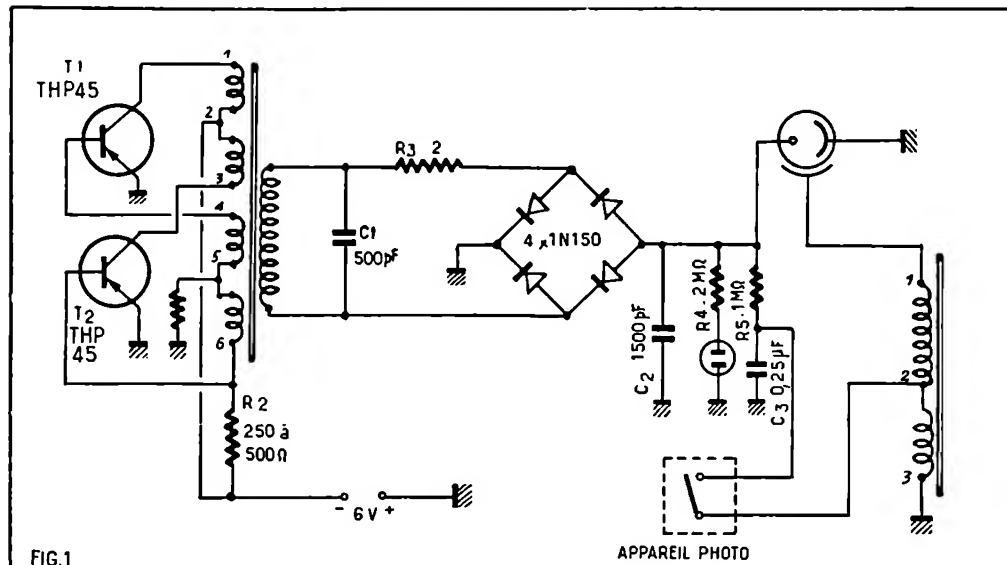 T1
THP45
1
2
3
4
5
6
T2
THP
45
R2
250 à
500Ω
- 6V +
R3 2
C1
500pF
4 x 1N150
C2 1500pF
R4.2MΩ
R5.1MΩ
C3 0,25µF
1
2
3
APPAREIL PHOTO
FIG.1